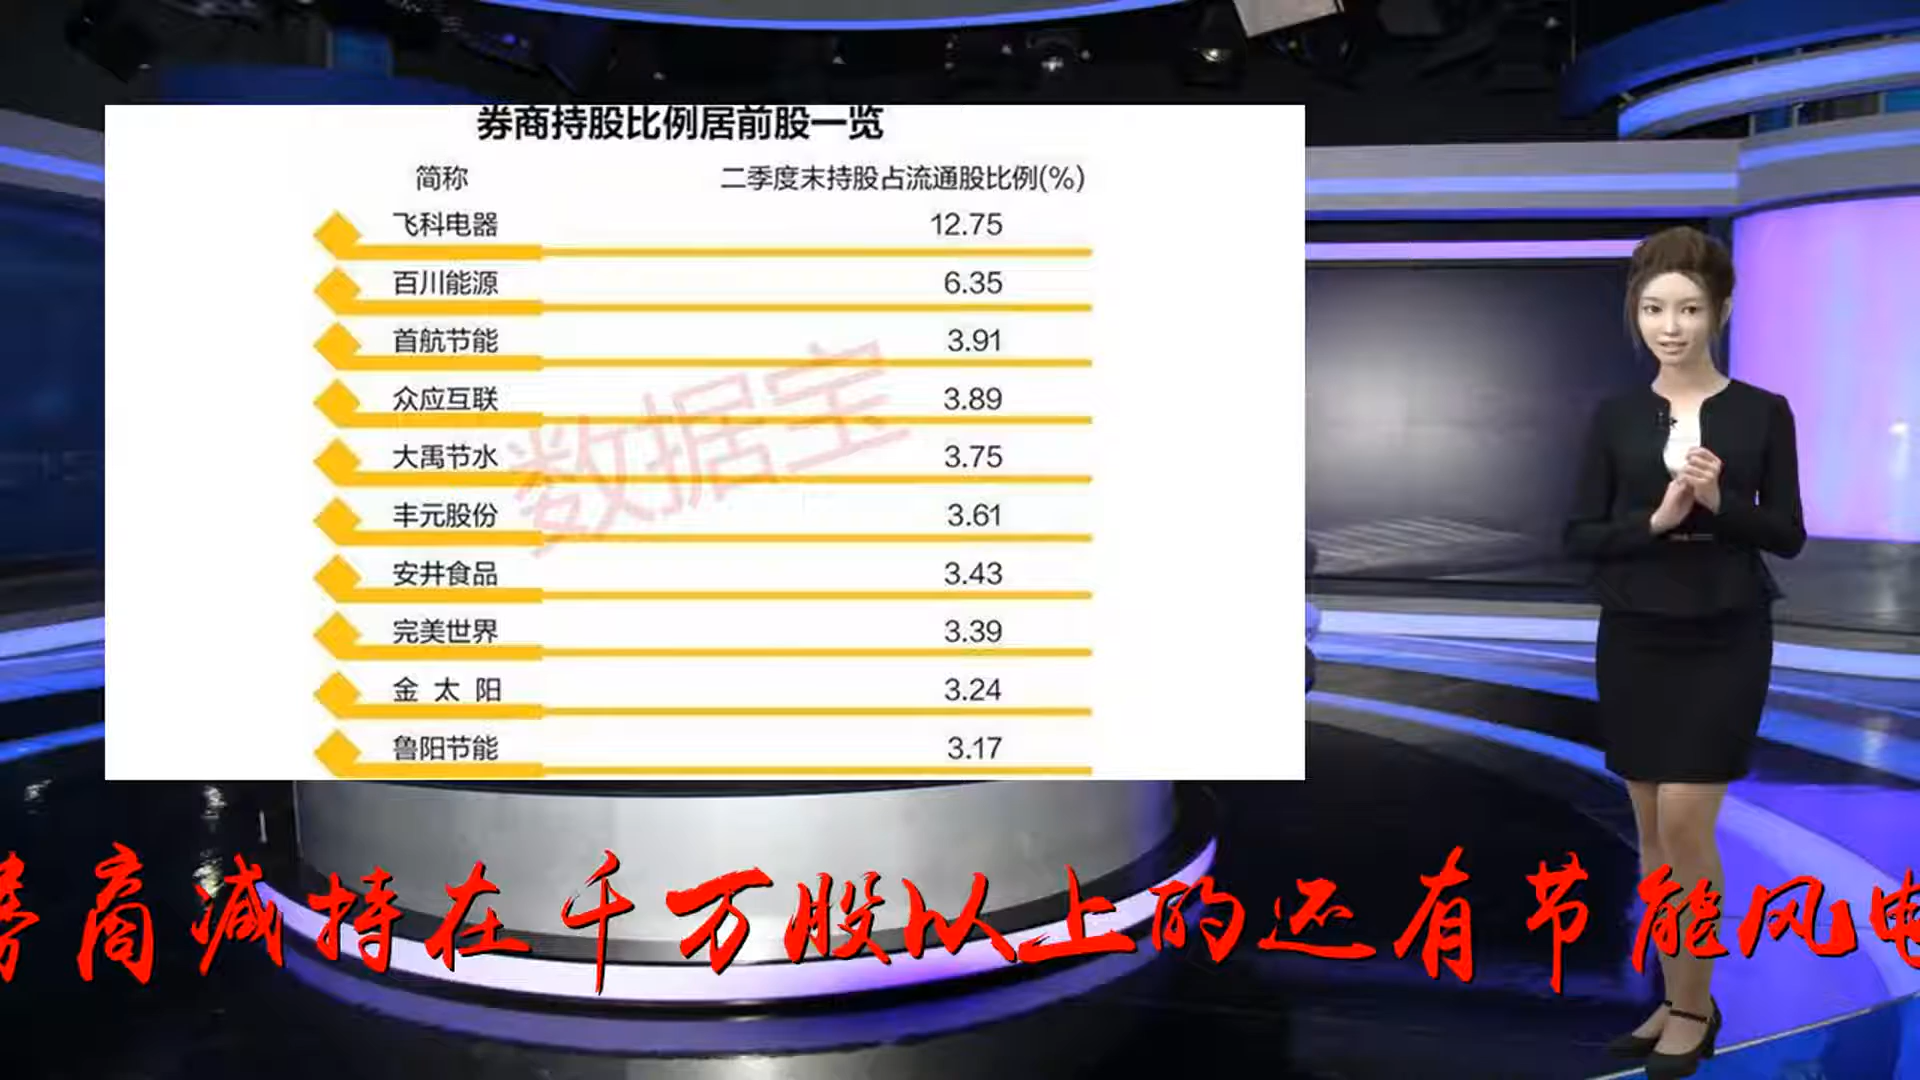 券商持股比例居前股一览
简称 二季度末持股占流通股比例(%)
飞科电器 12.75
百川能源 6.35
首航节能 3.91
众应互联 3.89
大禹节水 3.75
丰元股份 3.61
安井食品 3.43
完美世界 3.39
金 太 阳 3.24
鲁阳节能 3.17
数据宝
券商减持在千万股以上的还有节能风电